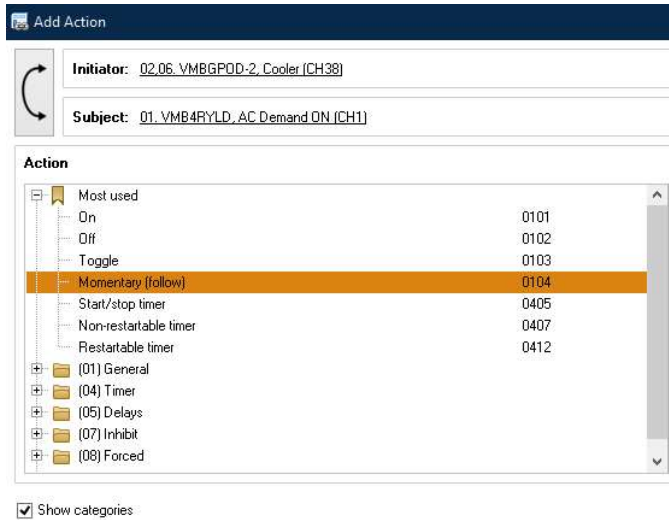 Add Action
Initiator: 02,06. VMBGPOD-2, Cooler (CH38)
Subject: 01. VMB4RYLD, AC Demand ON (CH1)
Action
Most used
On 0101
Off 0102
Toggle 0103
Momentary (follow) 0104
Start/stop timer 0405
Non-restartable timer 0407
Restartable timer 0412
(01) General
(04) Timer
(05) Delays
(07) Inhibit
(08) Forced
Show categories